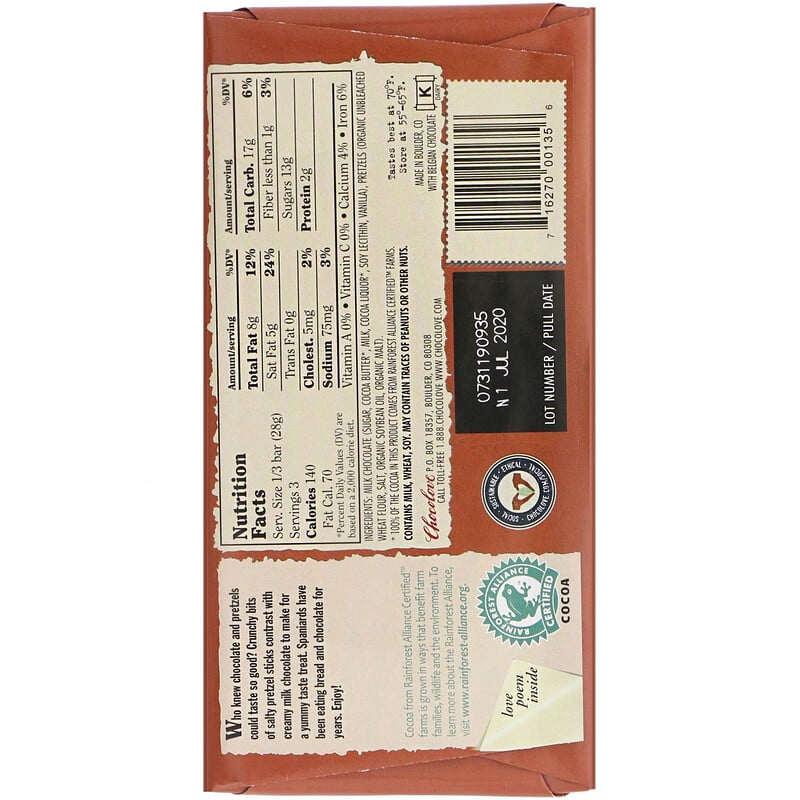 Who knew chocolate and pretzels
could taste so good? Crunchy bits
of salty pretzel sticks contrast with
creamy milk chocolate to make for
a yummy taste treat. Spaniards have
been eating bread and chocolate for
years. Enjoy!
Cocoa from Rainforest Alliance Certified™
farms is grown in ways that benefit farm
families, wildlife and the environment. To
learn more about the Rainforest Alliance,
visit www.rainforest-alliance.org.
RAINFOREST ALLIANCE
CERTIFIED
COCOA
love
poem
inside
Nutrition
Facts
Serv. Size 1/3 bar (28g)
Servings 3
Calories 140
Fat Cal. 70
*Percent Daily Values (DV) are
based on a 2,000 calorie diet.
Amount/serving %DV*
Total Fat 8g 12%
Sat Fat 5g 24%
Trans Fat 0g
Cholest. 5mg 2%
Sodium 75mg 3%
Amount/serving %DV*
Total Carb. 17g 6%
Fiber less than 1g 3%
Sugars 13g
Protein 2g
Vitamin A 0% • Vitamin C 0% • Calcium 4% • Iron 6%
INGREDIENTS: MILK CHOCOLATE (SUGAR, COCOA BUTTER*, MILK, COCOA LIQUOR*, SOY LECITHIN, VANILLA), PRETZELS (ORGANIC UNBLEACHED
WHEAT FLOUR, SALT, ORGANIC SOYBEAN OIL, ORGANIC MALT).
* 100% OF THE COCOA IN THIS PRODUCT COMES FROM RAINFOREST ALLIANCE CERTIFIED™ FARMS.
CONTAINS MILK, WHEAT, SOY. MAY CONTAIN TRACES OF PEANUTS OR OTHER NUTS.
Chocolove P.O. BOX 18357, BOULDER, CO 80308
CALL TOLL-FREE 1.888.CHOCOLOVE WWW.CHOCOLOVE.COM
Tastes best at 70°F.
Store at 55°-65°F.
MADE IN BOULDER, CO
WITH BELGIAN CHOCOLATE
K
DAIRY
SOCIAL • SUSTAINABLE • ETHICAL •
CHOCOLOVE.COM/SOCIAL
0731190935
N 1 JUL 2020
LOT NUMBER / PULL DATE
7 16270 00135 6